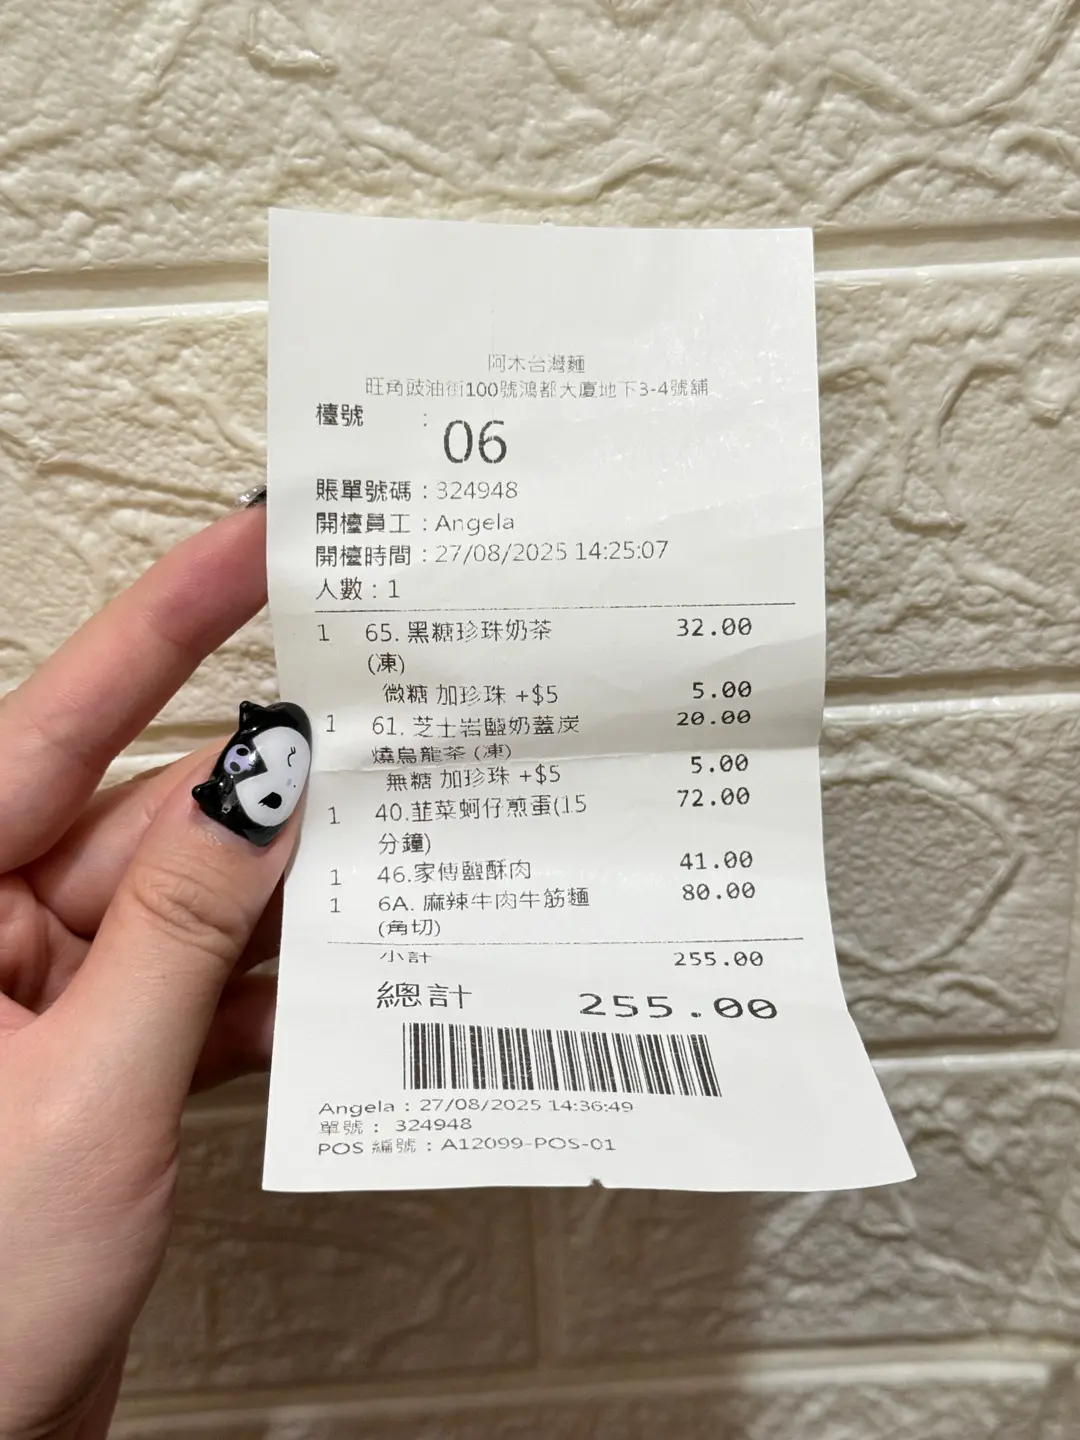 阿木台灣麵
旺角豉油街100號鴻都大廈地下3-4號舖
檯號 : 06
賬單號碼 : 324948
開檯員工 : Angela
開檯時間 : 27/08/2025 14:25:07
人數 : 1
1 65. 黑糖珍珠奶茶 32.00
(凍)
微糖 加珍珠 +$5 5.00
1 61. 芝士岩鹽奶蓋炭 20.00
燒烏龍茶 (凍)
無糖 加珍珠 +$5 5.00
1 40.韮菜蚵仔煎蛋(15 72.00
分鐘)
1 46.家傳鹽酥肉 41.00
1 6A. 麻辣牛肉牛筋麵 80.00
(角切)
小計 255.00
總計 255.00
Angela : 27/08/2025 14:36:49
單號 : 324948
POS 編號 : A12099-POS-01